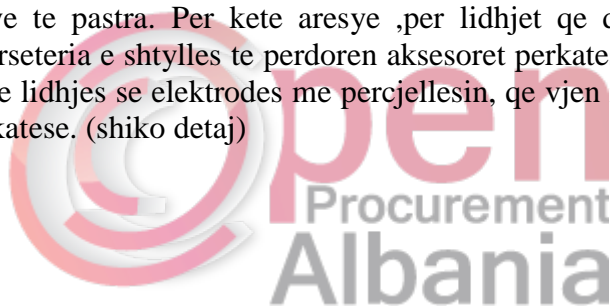 ve te pastra. Per kete aresye ,per lidhjet qe
rseteria e shtylles te perdoren aksesoret perkate
e lidhjes se elektrodes me percjellesin, qe vjen
katese. (shiko detaj)
Open
Procurement
Albania